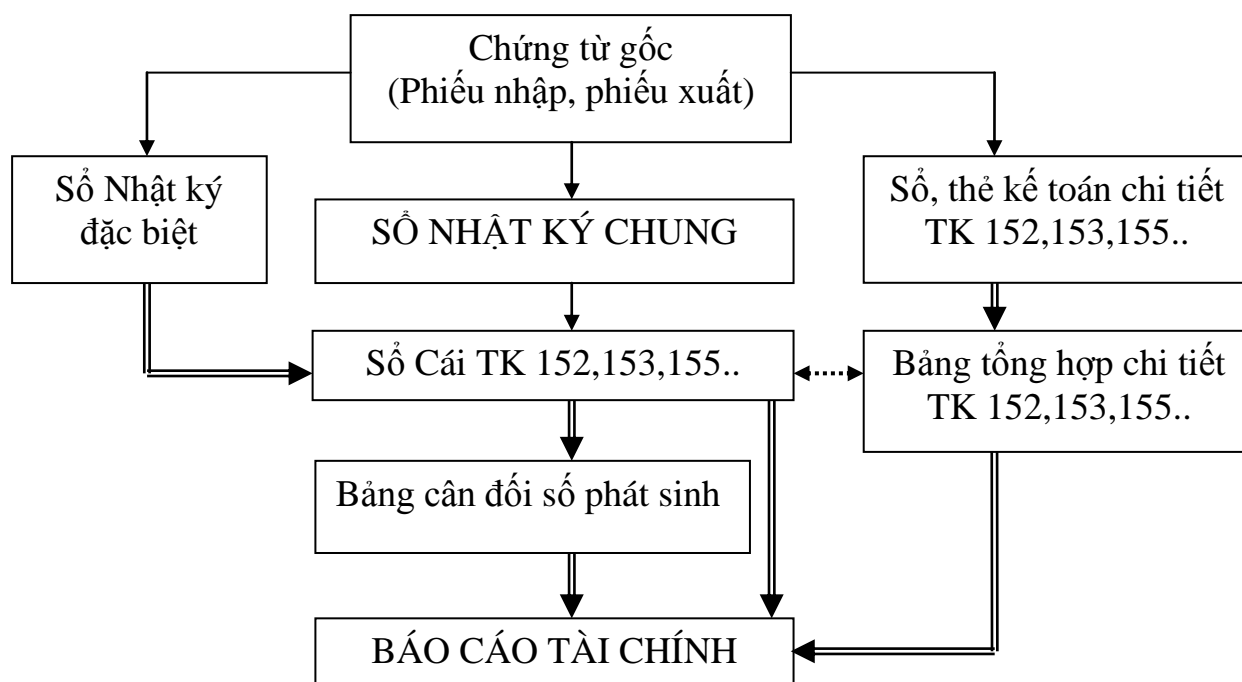 Chứng từ gốc
(Phiếu nhập, phiếu xuất)
Sổ Nhật ký
đặc biệt
SỔ NHẬT KÝ CHUNG
Sổ, thẻ kế toán chi tiết
TK 152,153,155..
Sổ Cái TK 152,153,155..
Bảng tổng hợp chi tiết
TK 152,153,155..
Bảng cân đối số phát sinh
BÁO CÁO TÀI CHÍNH